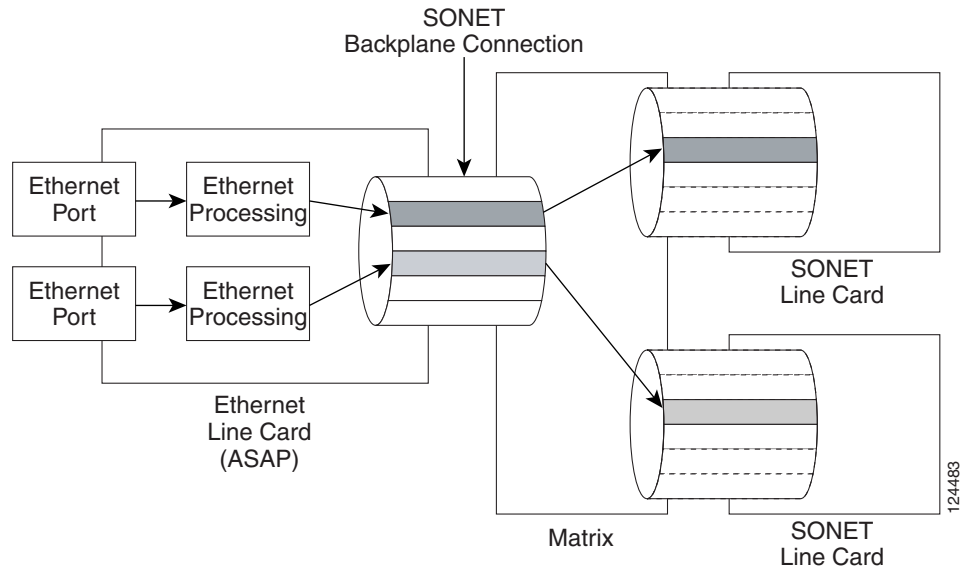 SONET
Backplane Connection
Ethernet
Port
Ethernet
Processing
Ethernet
Port
Ethernet
Processing
SONET
Line Card
Ethernet
Line Card
(ASAP)
Matrix
SONET
Line Card
124483